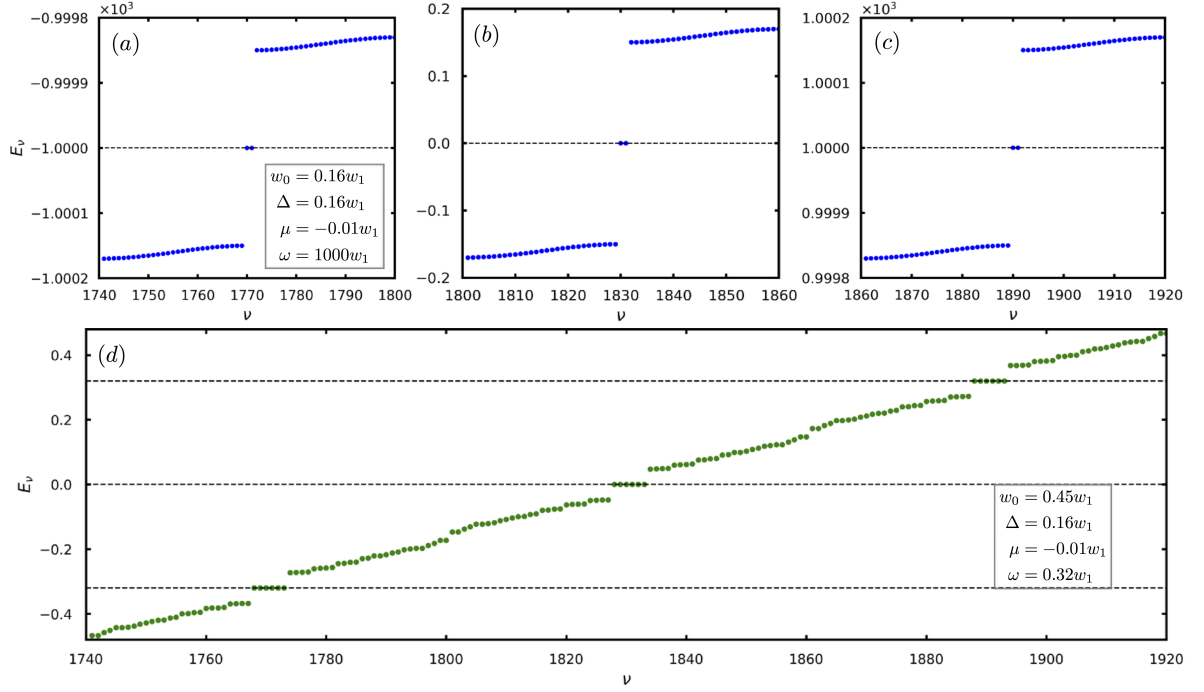 ×10³
(a)
−0.9998
−0.9999
−1.0000
−1.0001
−1.0002
E_ν
w₀ = 0.16w₁
Δ = 0.16w₁
μ = −0.01w₁
ω = 1000w₁
1740 1750 1760 1770 1780 1790 1800
ν
(b)
0.2
0.1
0.0
−0.1
−0.2
1800 1810 1820 1830 1840 1850 1860
ν
×10³
(c)
1.0002
1.0001
1.0000
0.9999
0.9998
1860 1870 1880 1890 1900 1910 1920
ν
(d)
0.4
0.2
0.0
−0.2
−0.4
E_ν
w₀ = 0.45w₁
Δ = 0.16w₁
μ = −0.01w₁
ω = 0.32w₁
1740 1760 1780 1800 1820 1840 1860 1880 1900 1920
ν